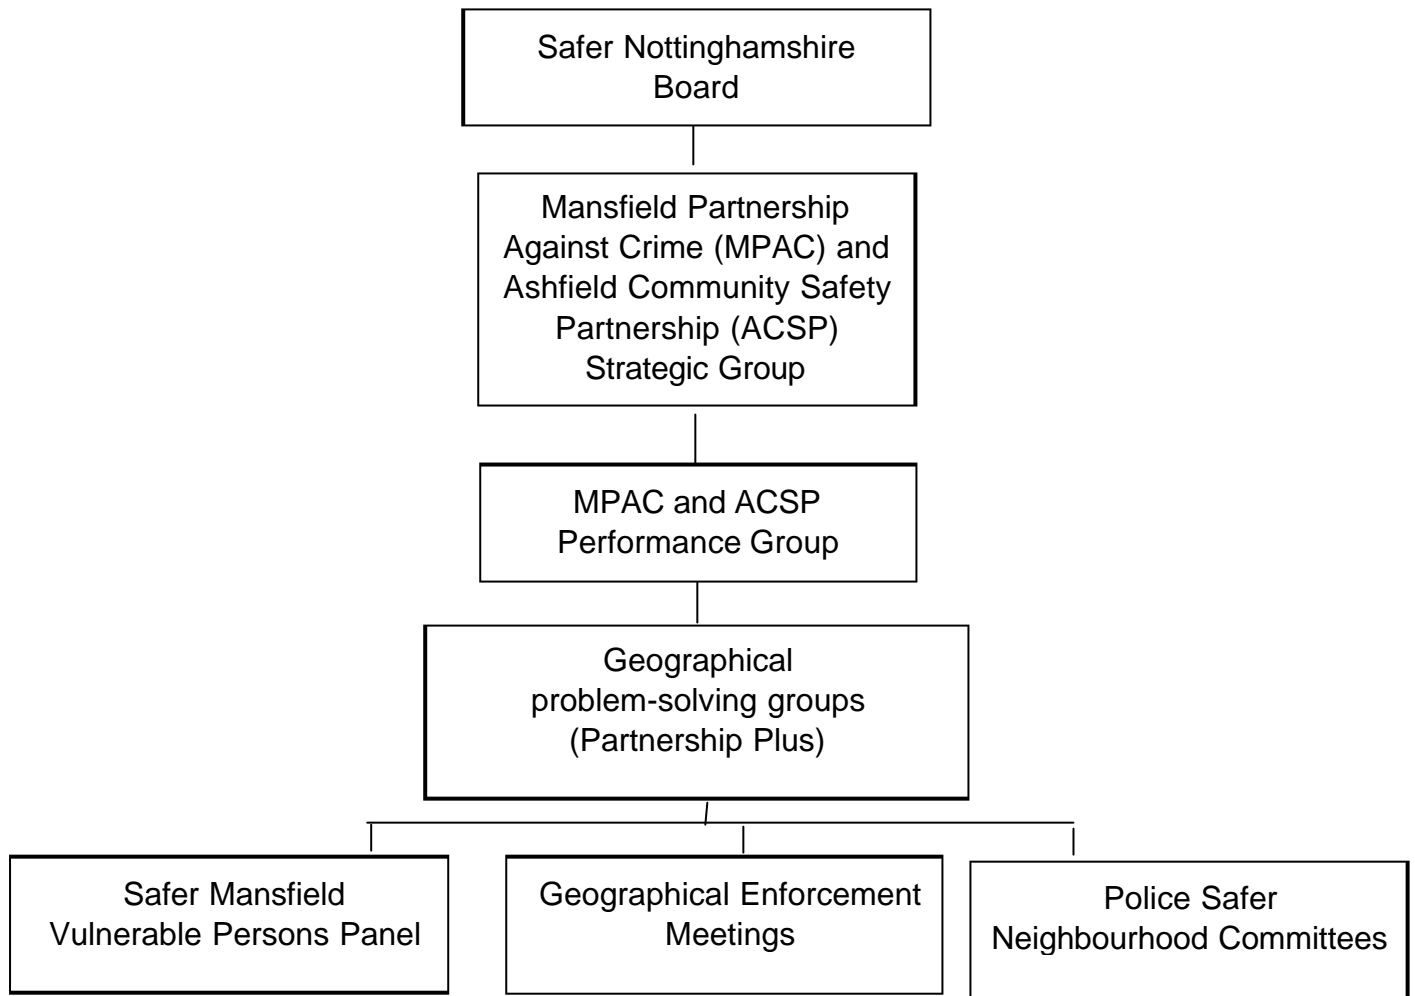 Safer Nottinghamshire
Board
Mansfield Partnership
Against Crime (MPAC) and
Ashfield Community Safety
Partnership (ACSP)
Strategic Group
MPAC and ACSP
Performance Group
Geographical
problem-solving groups
(Partnership Plus)
Safer Mansfield
Vulnerable Persons Panel
Geographical Enforcement
Meetings
Police Safer
Neighbourhood Committees